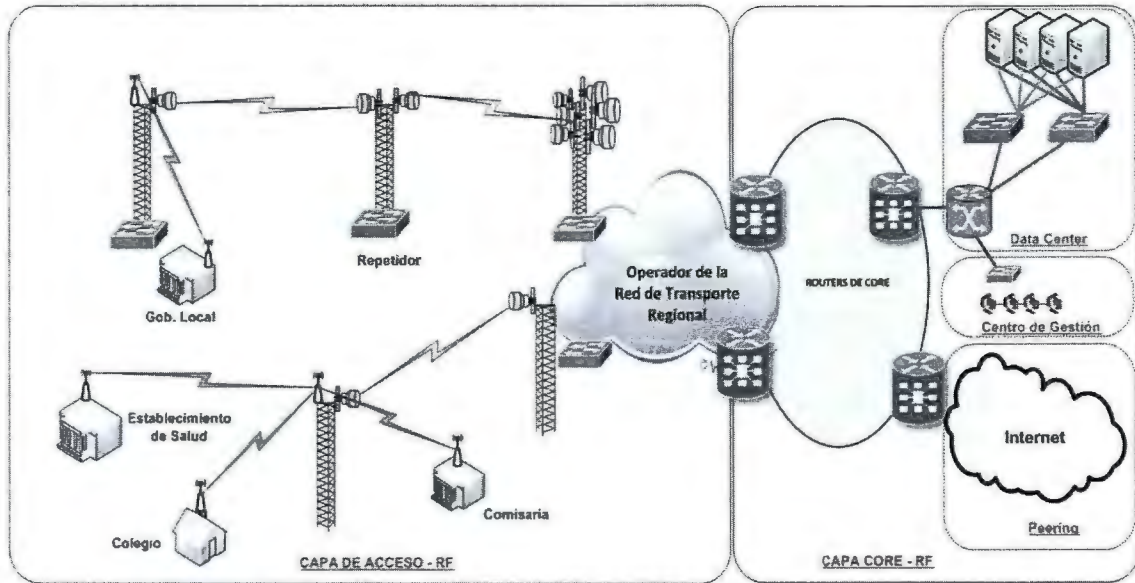 Repetidor
Gob. Local
Operador de la
Red de Transporte
Regional
Establecimiento
de Salud
Colegio
Comisaria
CAPA DE ACCESO - RF
ROUTERS DE CORE
Data Center
Centro de Gestión
Internet
Peering
CAPA CORE - RF